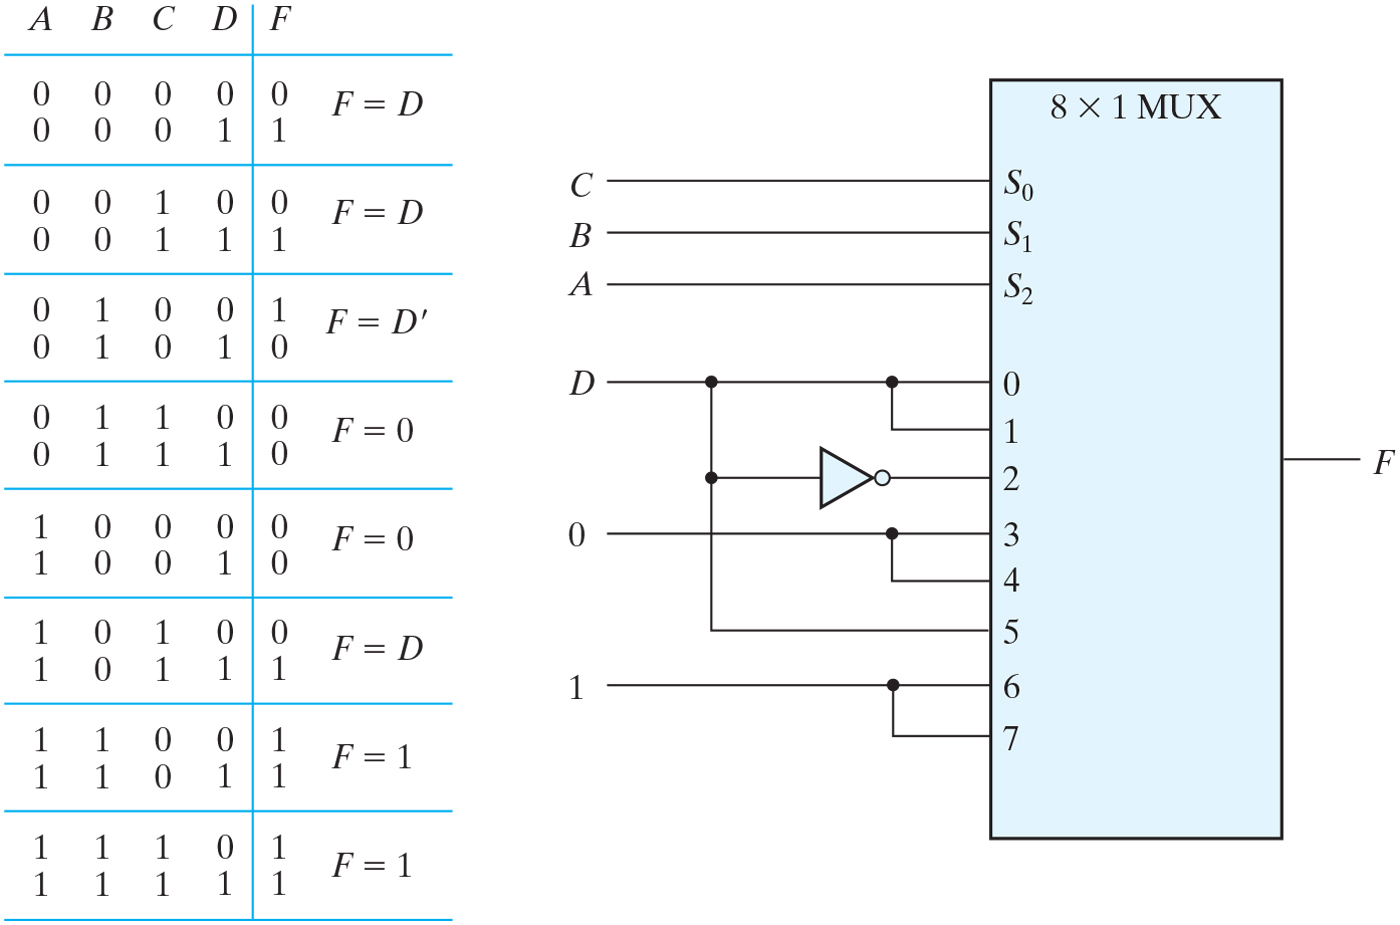 A B C D F
0 0 0 0 0 F = D
0 0 0 1 1
0 0 1 0 0 F = D
0 0 1 1 1
0 1 0 0 1 F = D′
0 1 0 1 0
0 1 1 0 0 F = 0
0 1 1 1 0
1 0 0 0 0 F = 0
1 0 0 1 0
1 0 1 0 0 F = D
1 0 1 1 1
1 1 0 0 1 F = 1
1 1 0 1 1
1 1 1 0 1 F = 1
1 1 1 1 1
8 × 1 MUX
C S₀
B S₁
A S₂
D 0
1
2
F
0 3
4
5
1 6
7